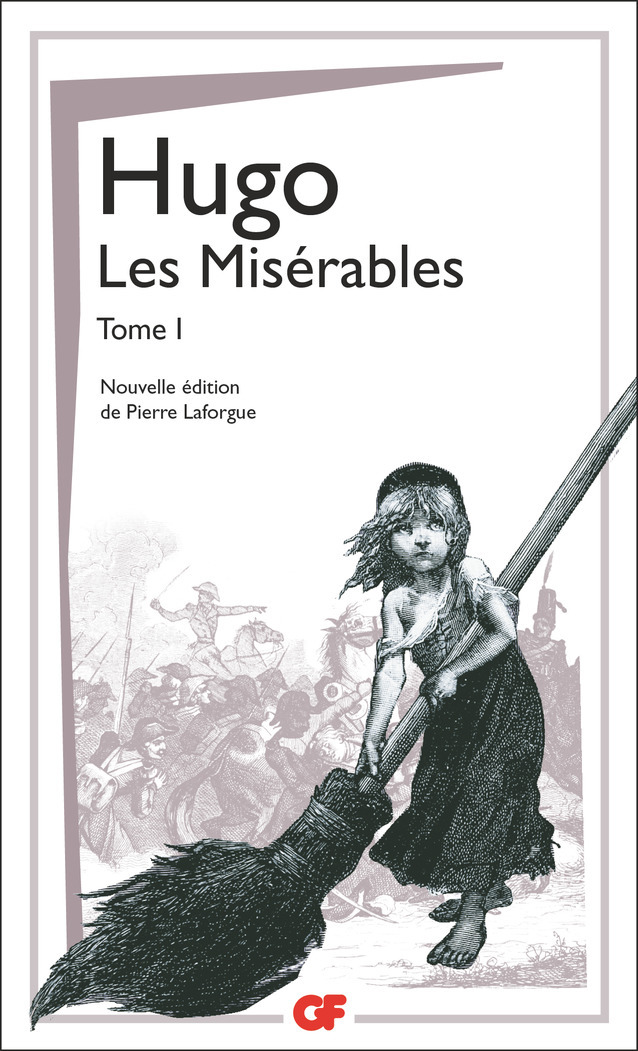 Hugo
Les Misérables
Tome I
Nouvelle édition
de Pierre Laforgue
GF